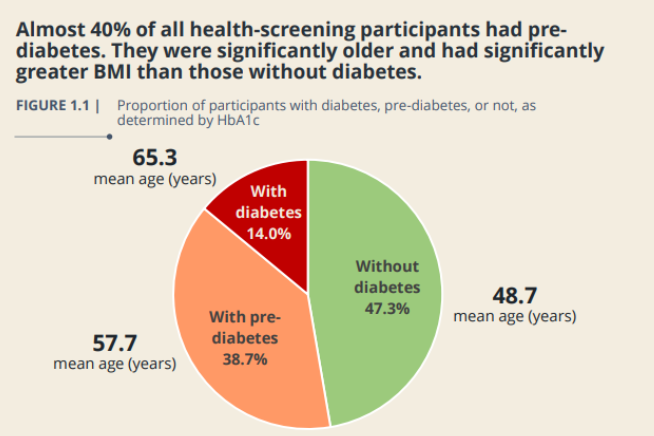 Almost 40% of all health-screening participants had pre-
diabetes. They were significantly older and had significantly
greater BMI than those without diabetes.
FIGURE 1.1 | Proportion of participants with diabetes, pre-diabetes, or not, as
determined by HbA1c
65.3
mean age (years)
With
diabetes
14.0%
Without
diabetes
47.3%
48.7
mean age (years)
With pre-
diabetes
38.7%
57.7
mean age (years)